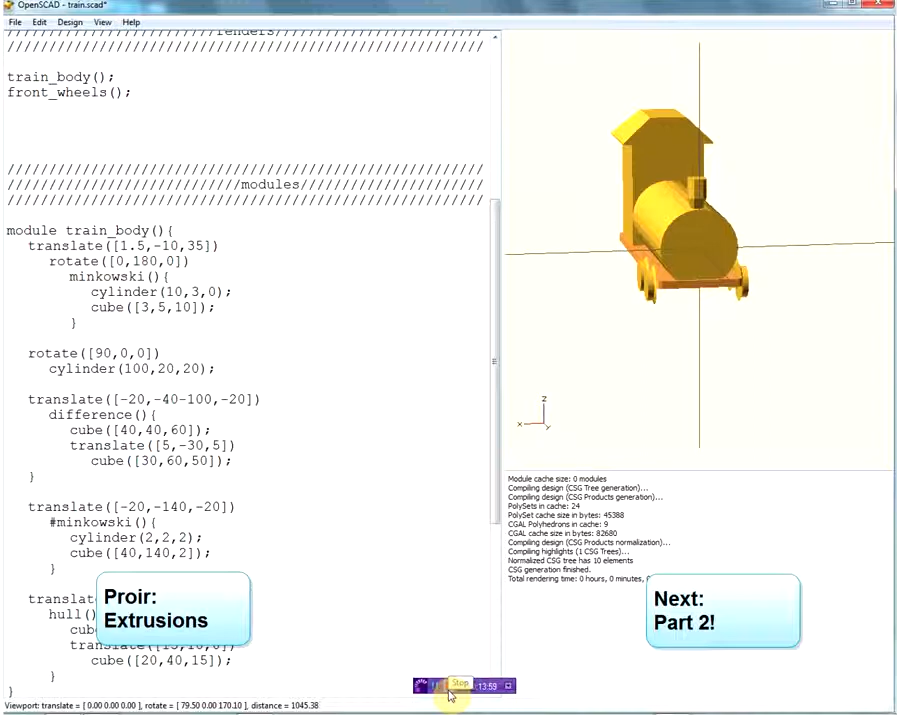 OpenSCAD - train.scad*
File Edit Design View Help
/////////////////////////renders/////////////////////////
/////////////////////////////////////////////////////////
train_body();
front_wheels();
/////////////////////////////////////////////////////////
////////////////////////////modules//////////////////////
/////////////////////////////////////////////////////////
module train_body(){
translate([1.5,-10,35])
rotate([0,180,0])
minkowski(){
cylinder(10,3,0);
cube([3,5,10]);
}
rotate([90,0,0])
cylinder(100,20,20);
translate([-20,-40-100,-20])
difference(){
cube([40,40,60]);
translate([5,-30,5])
cube([30,60,50]);
}
translate([-20,-140,-20])
#minkowski(){
cylinder(2,2,2);
cube([40,140,2]);
}
translat
hull()
cub
cube([20,40,15]);
}
}
Proir:
Extrusions
z
x
y
Module cache size: 0 modules
Compiling design (CSG Tree generation)...
Compiling design (CSG Products generation)...
PolySets in cache: 24
PolySet cache size in bytes: 45388
CGAL Polyhedrons in cache: 9
CGAL cache size in bytes: 82680
Compiling design (CSG Products normalization)...
Compiling highlights (1 CSG Trees)...
Normalized CSG tree has 10 elements
CSG generation finished.
Total rendering time: 0 hours, 0 minutes,
Next:
Part 2!
Stop
:13:59
Viewport: translate = [ 0.00 0.00 0.00 ], rotate = [ 79.50 0.00 170.10 ], distance = 1045.38